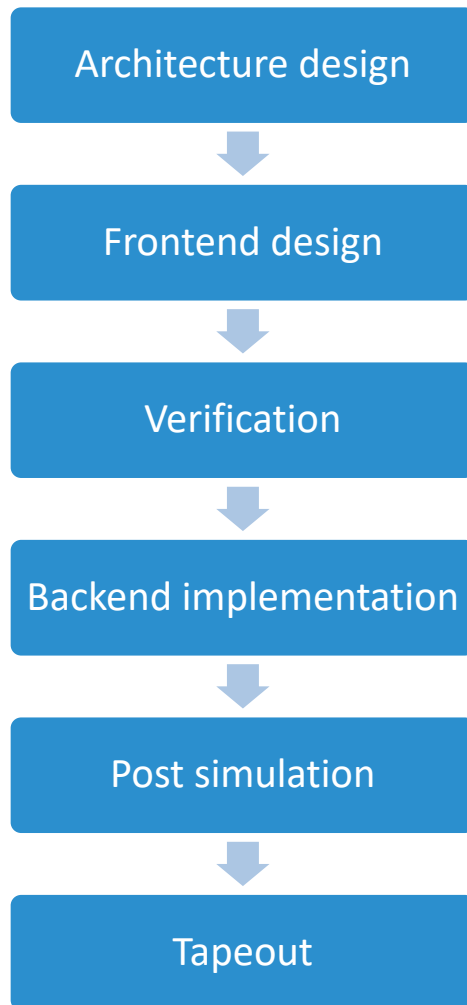 Architecture design
Frontend design
Verification
Backend implementation
Post simulation
Tapeout